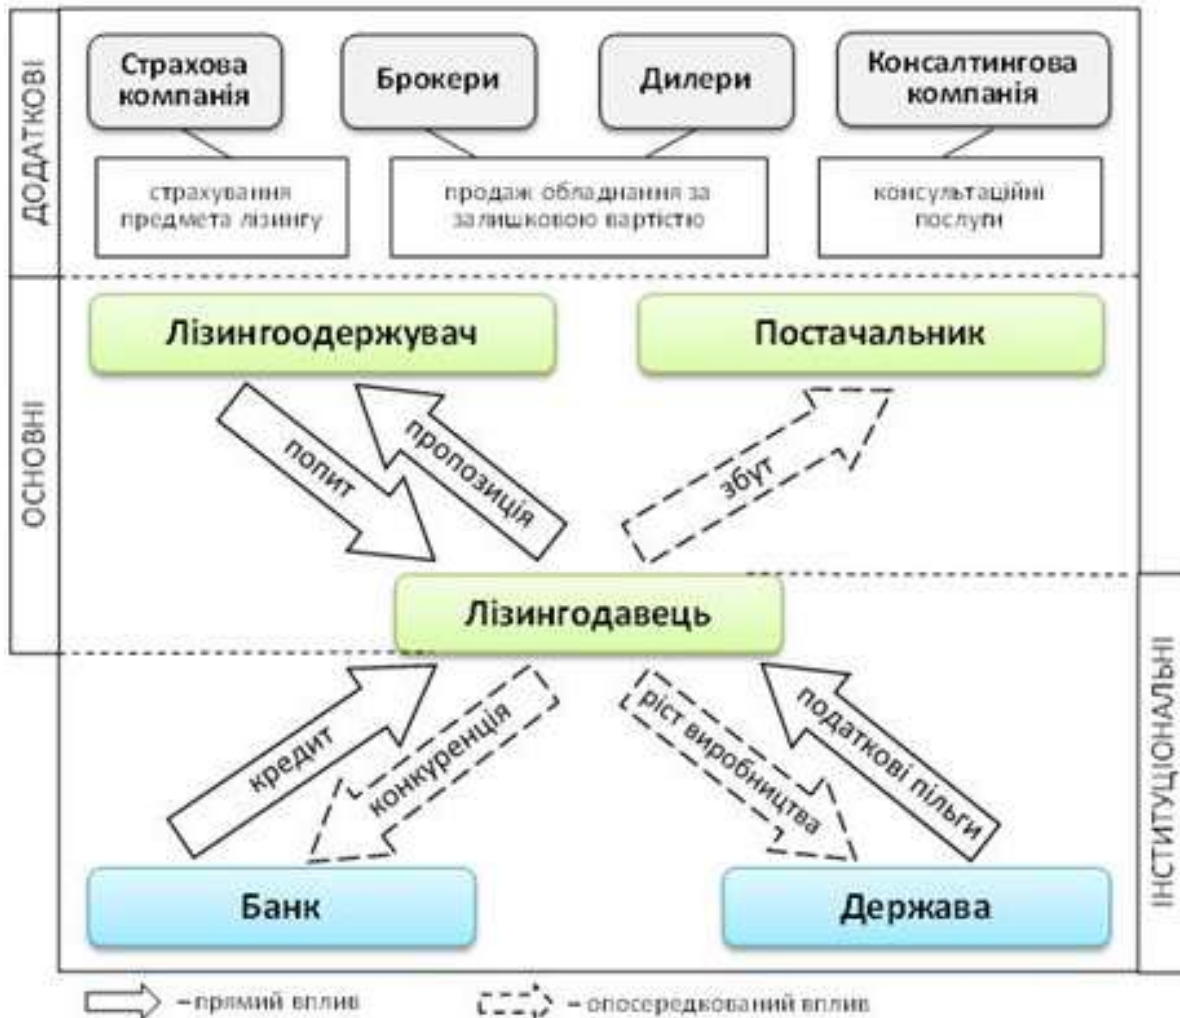 ДОДАТКОВІ
Страхова
компанія
Брокери
Дилери
Консалтингова
компанія
страхування
предмета лізингу
продаж обладнання за
залишковою вартістю
консультаційні
послуги
ОСНОВНІ
Лізингоодержувач
Постачальник
попит
пропозиція
збут
Лізингодавець
ІНСТИТУЦІОНАЛЬНІ
кредит
конкуренція
ріст виробництва
податкові пільги
Банк
Держава
– прямий вплив
– опосередкований вплив